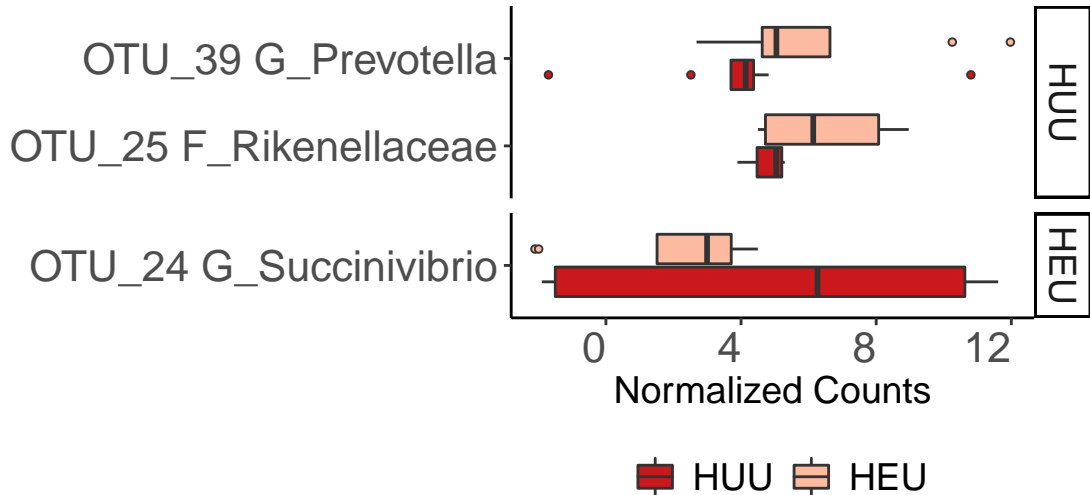 OTU_39 G_Prevotella
OTU_25 F_Rikenellaceae
HUU
OTU_24 G_Succinivibrio
HEU
0 4 8 12
Normalized Counts
HUU HEU